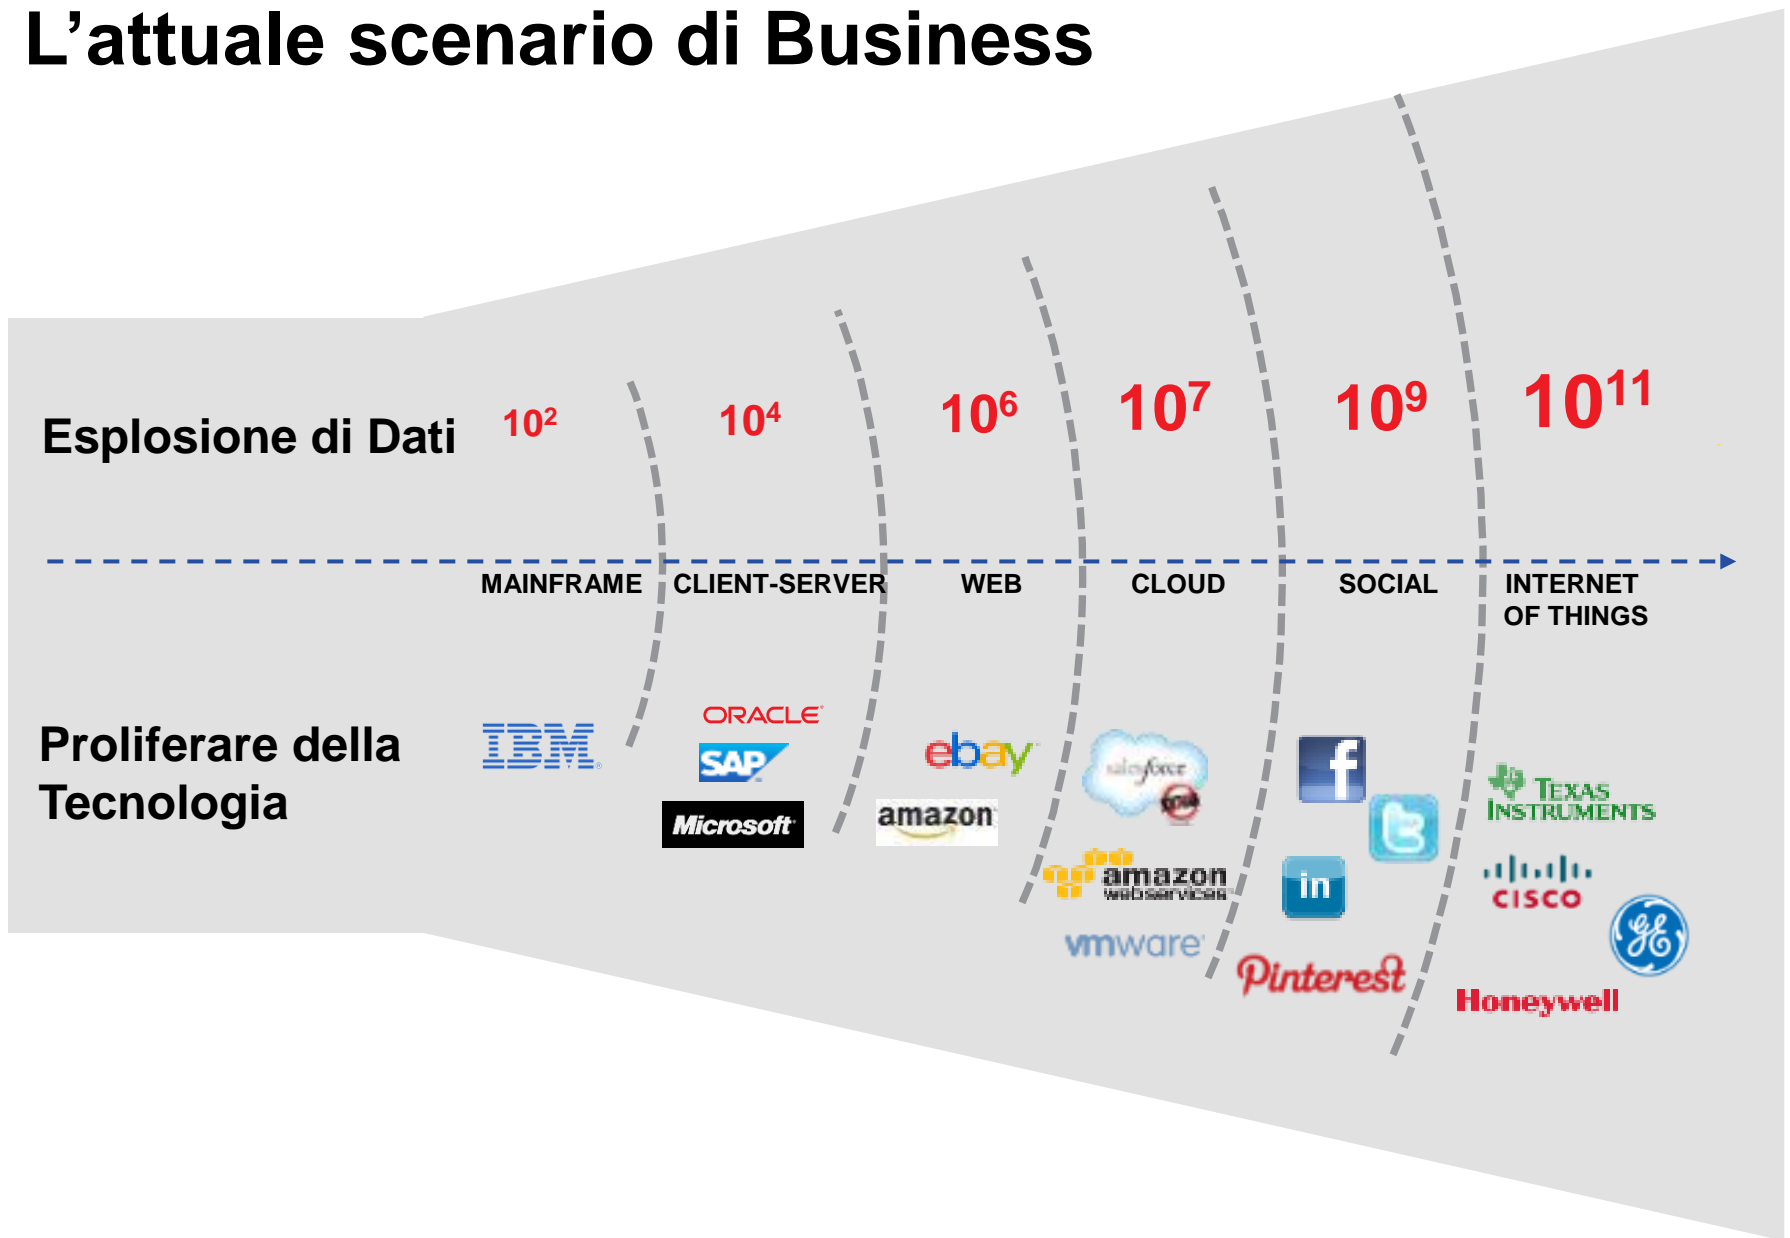 L’attuale scenario di Business
Esplosione di Dati
10²
10⁴
10⁶
10⁷
10⁹
10¹¹
MAINFRAME
CLIENT-SERVER
WEB
CLOUD
SOCIAL
INTERNET
OF THINGS
Proliferare della
Tecnologia
IBM
ORACLE
SAP
Microsoft
ebay
amazon
salesforce
amazon
webservices
vmware
f
t
in
Pinterest
TEXAS
INSTRUMENTS
CISCO
GE
Honeywell